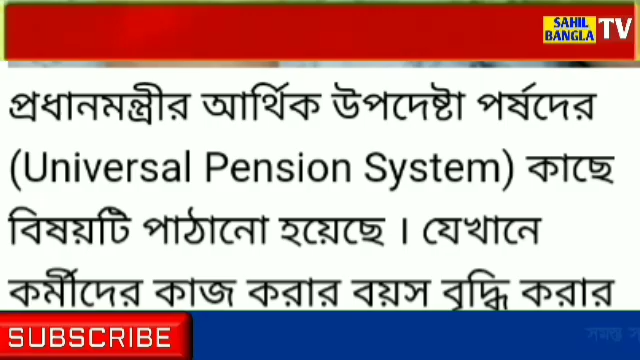 SAHIL
BANGLA TV
প্রধানমন্ত্রীর আর্থিক উপদেষ্টা পর্ষদের
(Universal Pension System) কাছে
বিষয়টি পাঠানো হয়েছে । যেখানে
কর্মীদের কাজ করার বয়স বৃদ্ধি করার
SUBSCRIBE